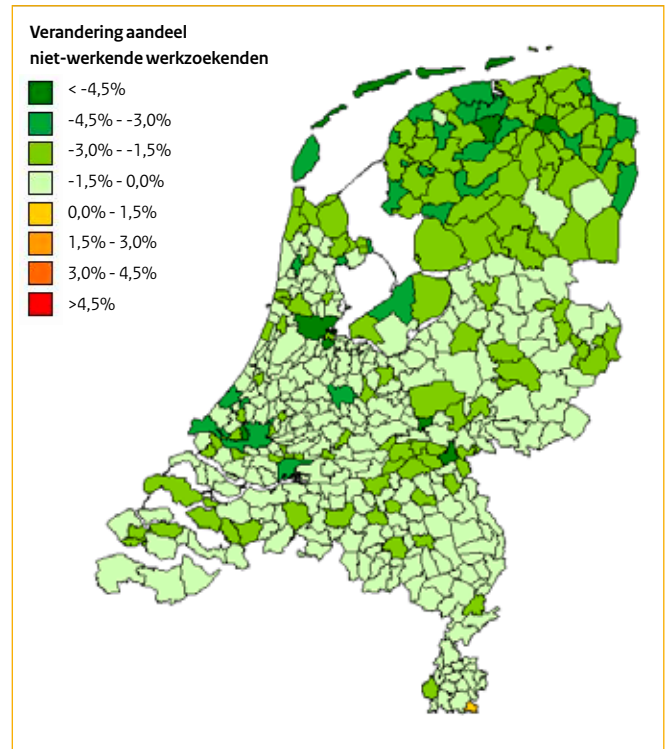 Verandering aandeel
niet-werkende werkzoekenden
< -4,5%
-4,5% - -3,0%
-3,0% - -1,5%
-1,5% - 0,0%
0,0% - 1,5%
1,5% - 3,0%
3,0% - 4,5%
>4,5%